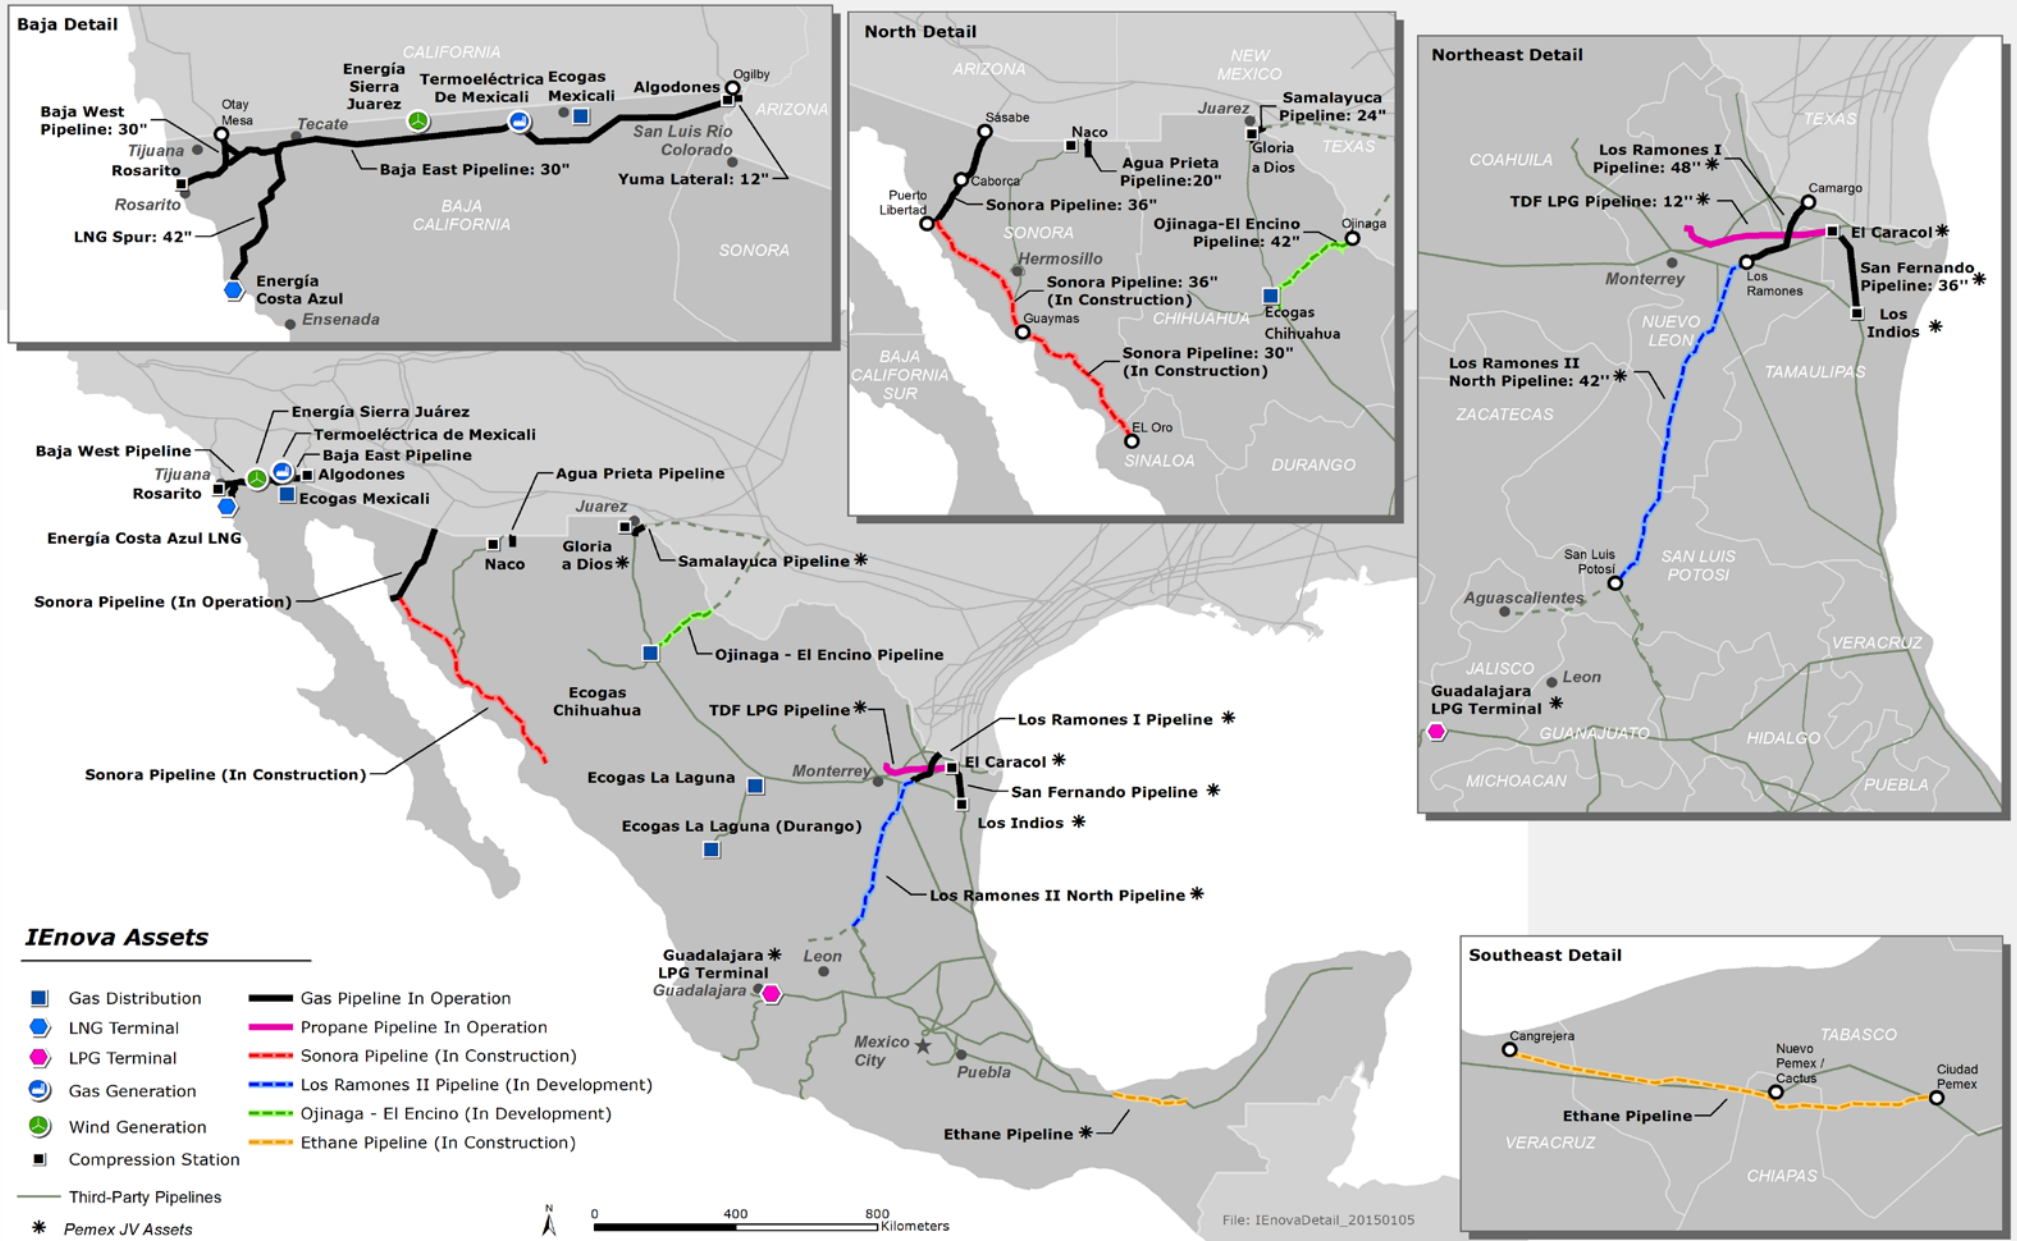 Baja Detail
CALIFORNIA
Energía
Sierra
Juarez
Termoeléctrica
De Mexicali
Ecogas
Mexicali
Algodones
Ogilby
ARIZONA
Baja West
Pipeline: 30"
Otay
Mesa
Tecate
Tijuana
Rosarito
Rosarito
San Luis Rio
Colorado
Baja East Pipeline: 30"
Yuma Lateral: 12"
BAJA
CALIFORNIA
LNG Spur: 42"
SONORA
Energía
Costa Azul
Ensenada
North Detail
ARIZONA
NEW
MEXICO
Sásabe
Naco
Juarez
Samalayuca
Pipeline: 24"
TEXAS
Gloria
a Dios
Agua Prieta
Pipeline:20"
Caborca
Puerto
Libertad
Sonora Pipeline: 36"
SONORA
Ojinaga-El Encino
Pipeline: 42"
Ojinaga
Hermosillo
Sonora Pipeline: 36"
(In Construction)
Guaymas
CHIHUAHUA
Ecogas
Chihuahua
BAJA
CALIFORNIA
SUR
Sonora Pipeline: 30"
(In Construction)
EL Oro
SINALOA
DURANGO
Northeast Detail
TEXAS
COAHUILA
Los Ramones I
Pipeline: 48" ✱
Camargo
TDF LPG Pipeline: 12" ✱
El Caracol ✱
Monterrey
Los
Ramones
San Fernando
Pipeline: 36" ✱
Los
Indios ✱
NUEVO
LEON
Los Ramones II
North Pipeline: 42" ✱
TAMAULIPAS
ZACATECAS
San Luis
Potosí
SAN LUIS
POTOSI
Aguascalientes
VERACRUZ
JALISCO
Leon
Guadalajara
LPG Terminal ✱
GUANAJUATO
HIDALGO
MICHOACAN
PUEBLA
Energía Sierra Juárez
Termoeléctrica de Mexicali
Baja West Pipeline
Baja East Pipeline
Tijuana
Algodones
Rosarito
Ecogas Mexicali
Energía Costa Azul LNG
Agua Prieta Pipeline
Juarez
Naco
Gloria
a Dios ✱
Samalayuca Pipeline ✱
Sonora Pipeline (In Operation)
Ojinaga - El Encino Pipeline
Ecogas
Chihuahua
TDF LPG Pipeline ✱
Los Ramones I Pipeline ✱
Sonora Pipeline (In Construction)
Ecogas La Laguna
Monterrey
El Caracol ✱
San Fernando Pipeline ✱
Los Indios ✱
Ecogas La Laguna (Durango)
Los Ramones II North Pipeline ✱
Guadalajara ✱
LPG Terminal
Leon
Guadalajara
Mexico
City
Puebla
Ethane Pipeline ✱
IEnova Assets
Gas Distribution
LNG Terminal
LPG Terminal
Gas Generation
Wind Generation
Compression Station
Third-Party Pipelines
✱ Pemex JV Assets
Gas Pipeline In Operation
Propane Pipeline In Operation
Sonora Pipeline (In Construction)
Los Ramones II Pipeline (In Development)
Ojinaga - El Encino (In Development)
Ethane Pipeline (In Construction)
N
0 400 800
Kilometers
File: IEnovaDetail_20150105
Southeast Detail
Cangrejera
TABASCO
Nuevo
Pemex /
Cactus
Ciudad
Pemex
Ethane Pipeline
VERACRUZ
CHIAPAS